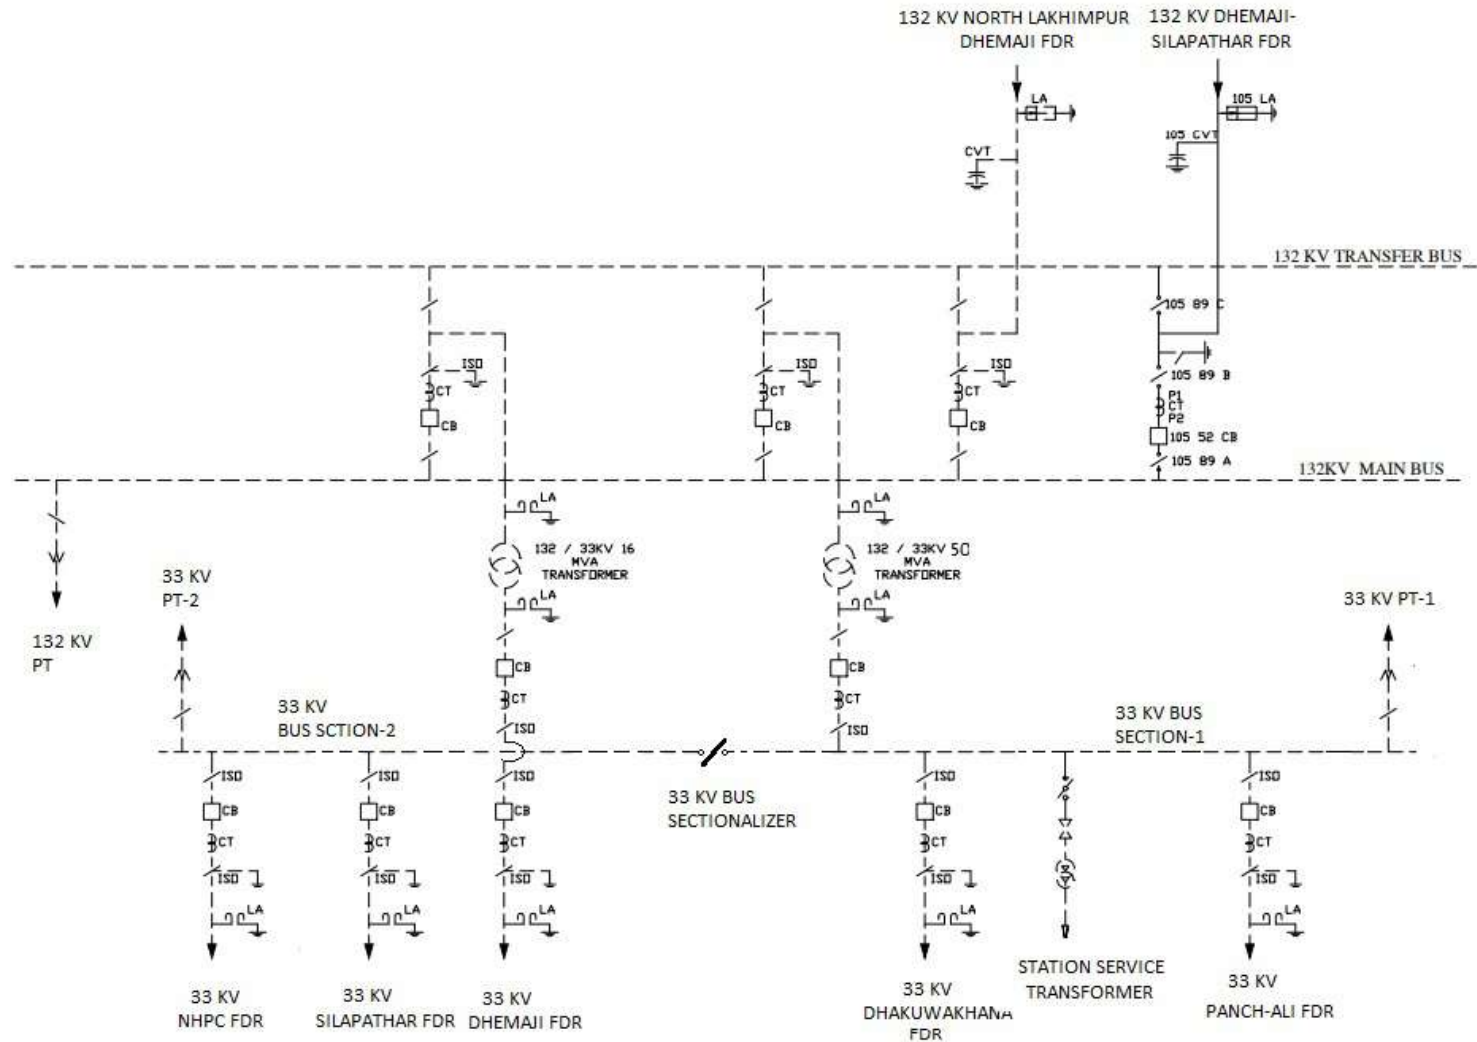 132 KV NORTH LAKHIMPUR
DHEMAJI FDR
132 KV DHEMAJI-
SILAPATHAR FDR
LA
105 LA
105 CVT
CVT
132 KV TRANSFER BUS
105 89 C
ISO
ISO
ISO
105 89 B
CT
CT
CT
P1
CT
P2
CB
CB
CB
105 52 CB
105 89 A
132KV MAIN BUS
LA
LA
132 / 33KV 16
MVA
TRANSFORMER
132 / 33KV 50
MVA
TRANSFORMER
33 KV
PT-2
LA
LA
33 KV PT-1
132 KV
PT
CB
CB
CT
CT
33 KV
BUS SCTION-2
ISO
ISO
33 KV BUS
SECTION-1
ISO
ISO
ISO
ISO
ISO
33 KV BUS
SECTIONALIZER
CB
CB
CB
CB
CB
CT
CT
CT
CT
CT
ISO
ISO
ISO
ISO
ISO
LA
LA
LA
LA
LA
33 KV
NHPC FDR
33 KV
SILAPATHAR FDR
33 KV
DHEMAJI FDR
33 KV
DHAKUWAKHANA
FDR
STATION SERVICE
TRANSFORMER
33 KV
PANCH-ALI FDR